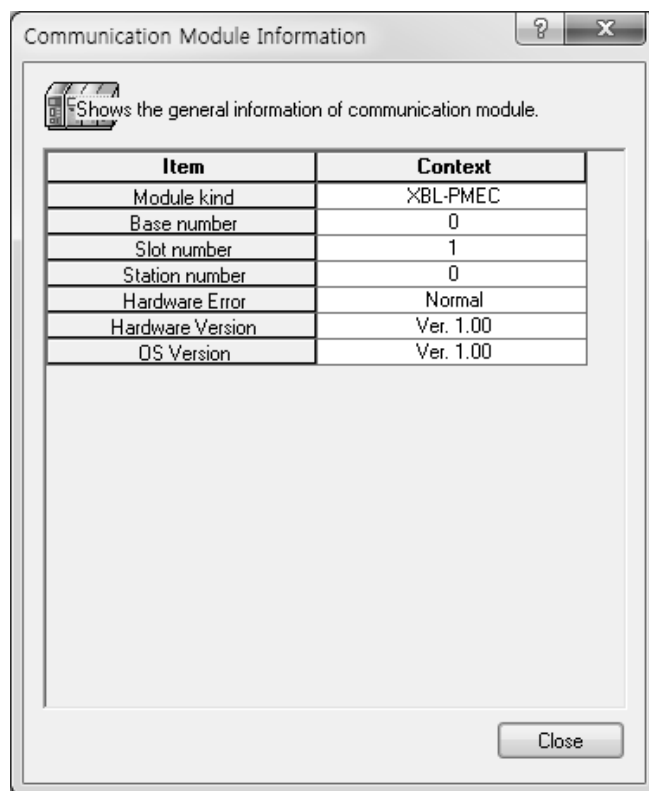 Communication Module Information
Shows the general information of communication module.
Item Context
Module kind XBL-PMEC
Base number 0
Slot number 1
Station number 0
Hardware Error Normal
Hardware Version Ver. 1.00
OS Version Ver. 1.00
Close